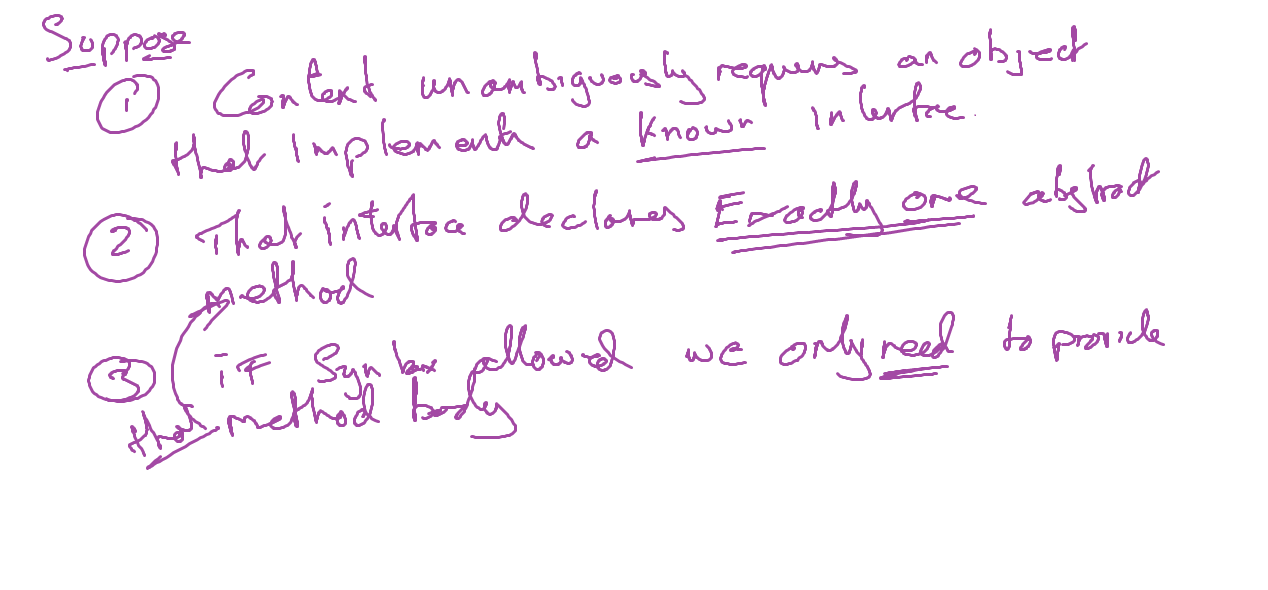 Suppose
① Context unambiguously requires an object
that implements a known interface.
② That interface declares Exactly one abstract
method
③ if Syntax allowed we only need to provide
that method body